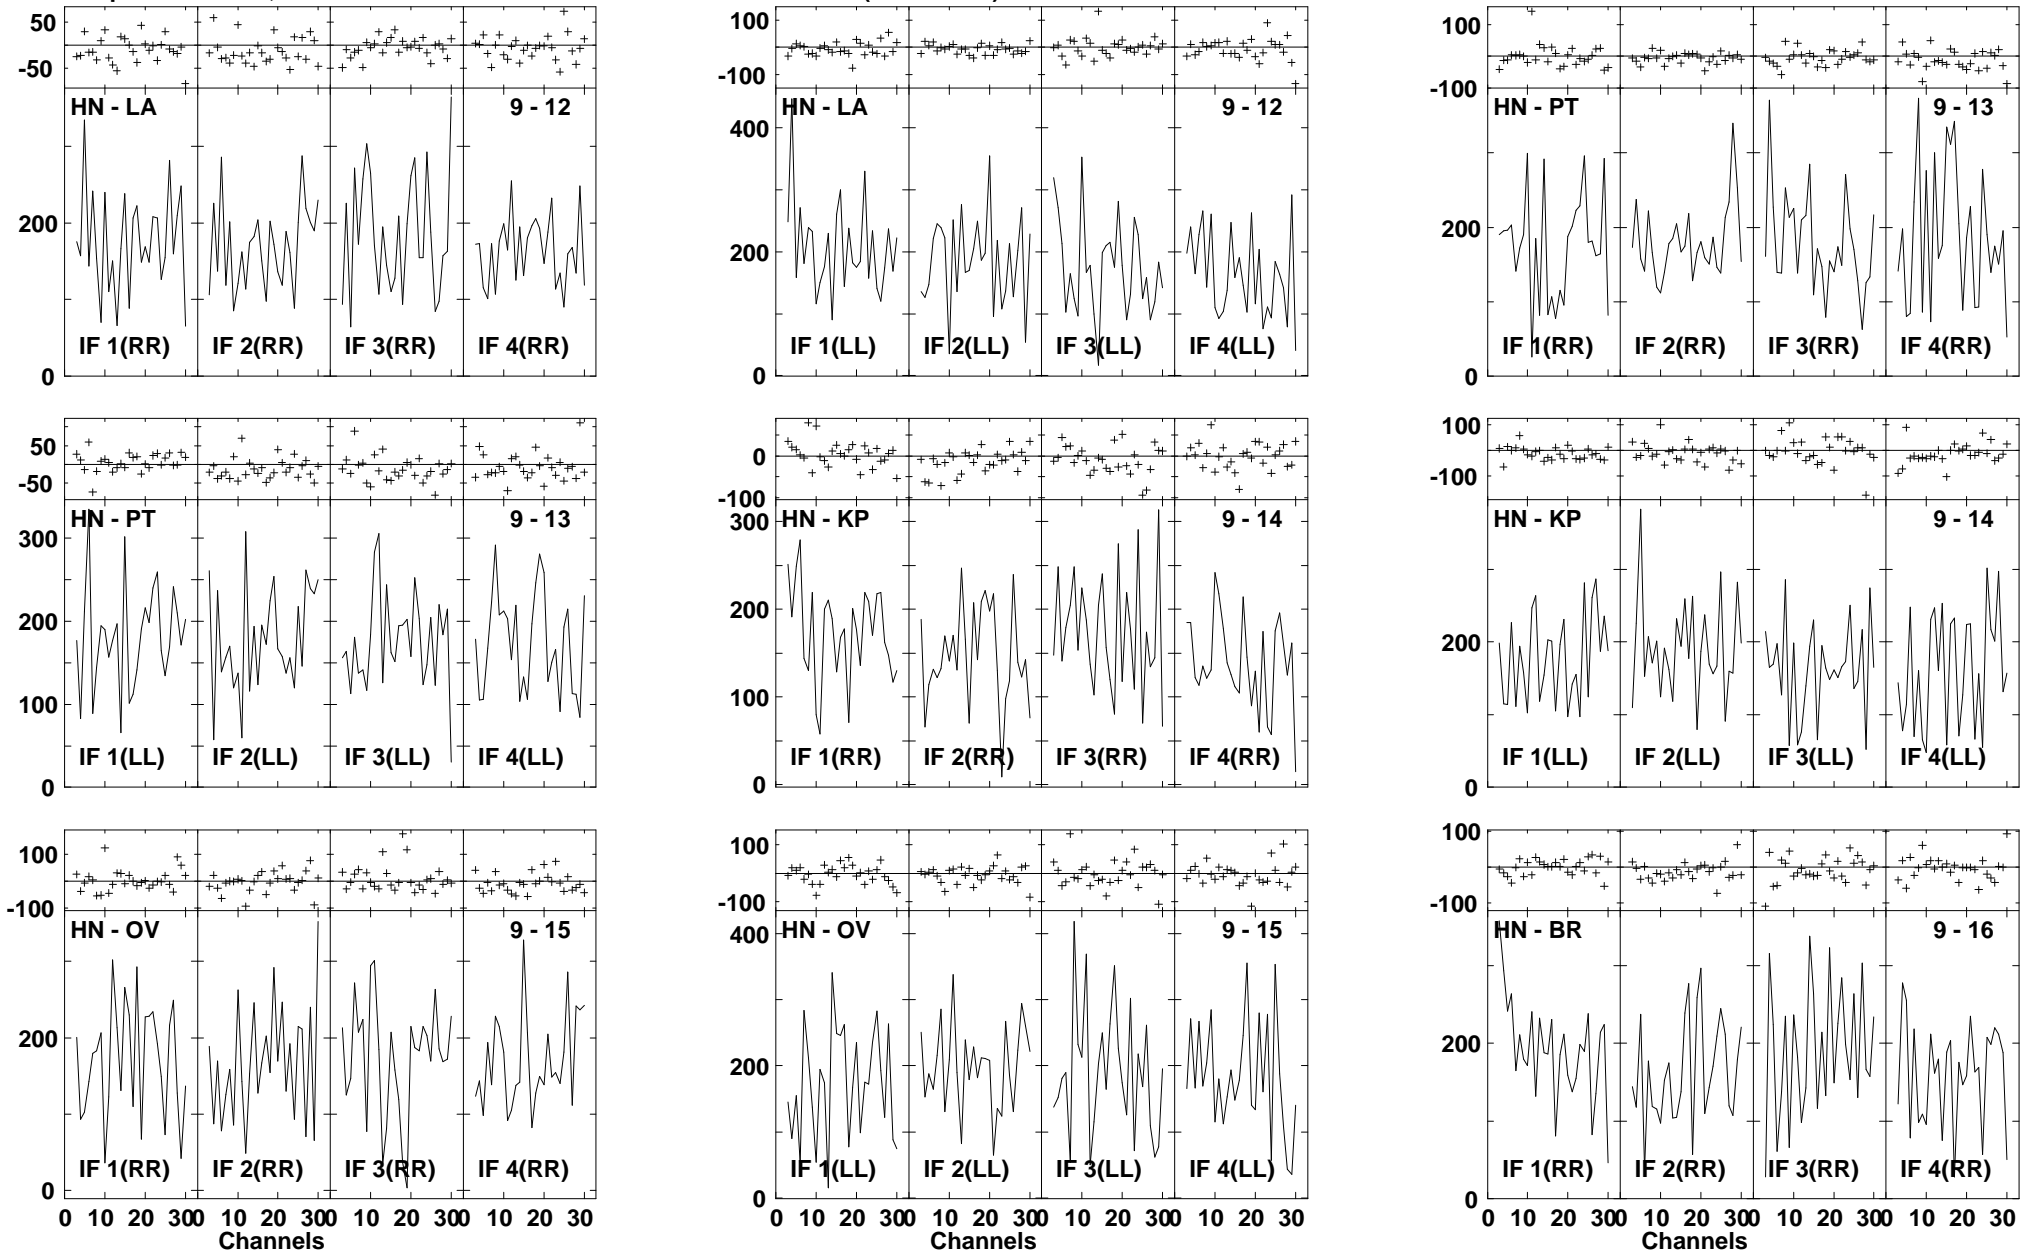 50 100 100
-50 -100 -100
HN - LA 9 - 12 HN - LA 9 - 12 HN - PT 9 - 13
400
200 200 200
IF 1(RR) IF 2(RR) IF 3(RR) IF 4(RR) IF 1(LL) IF 2(LL) IF 3(LL) IF 4(LL) IF 1(RR) IF 2(RR) IF 3(RR) IF 4(RR)
0 0 0
50 0 100
-50 -100 -100
HN - PT 9 - 13 HN - KP 9 - 14 HN - KP 9 - 14
300 300
200 200 200
100 100
IF 1(LL) IF 2(LL) IF 3(LL) IF 4(LL) IF 1(RR) IF 2(RR) IF 3(RR) IF 4(RR) IF 1(LL) IF 2(LL) IF 3(LL) IF 4(LL)
0 0 0
100 100 100
-100 -100 -100
HN - OV 9 - 15 HN - OV 9 - 15 HN - BR 9 - 16
400
200 200 200
IF 1(RR) IF 2(RR) IF 3(RR) IF 4(RR) IF 1(LL) IF 2(LL) IF 3(LL) IF 4(LL) IF 1(RR) IF 2(RR) IF 3(RR) IF 4(RR)
0 0 0
0 10 20 30 0 10 20 30 0 10 20 30 0 10 20 30 0 10 20 30 0 10 20 30 0 10 20 30 0 10 20 30 0 10 20 30 0 10 20 30 0 10 20 30 0 10 20 30
Channels Channels Channels